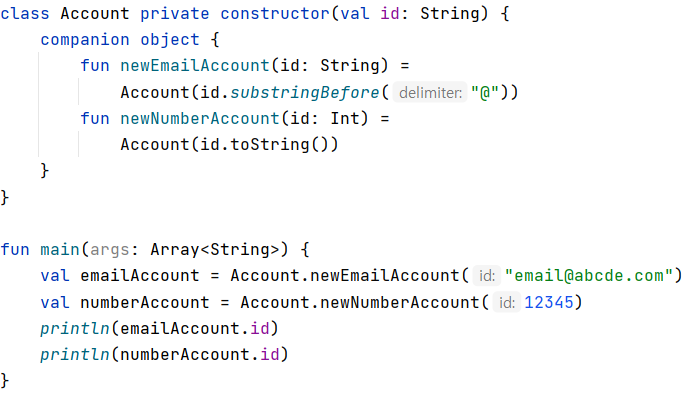 class Account private constructor(val id: String) {
    companion object {
        fun newEmailAccount(id: String) =
            Account(id.substringBefore( delimiter: "@"))
        fun newNumberAccount(id: Int) =
            Account(id.toString())
    }
}

fun main(args: Array<String>) {
    val emailAccount = Account.newEmailAccount( id: "email@abcde.com")
    val numberAccount = Account.newNumberAccount( id: 12345)
    println(emailAccount.id)
    println(numberAccount.id)
}